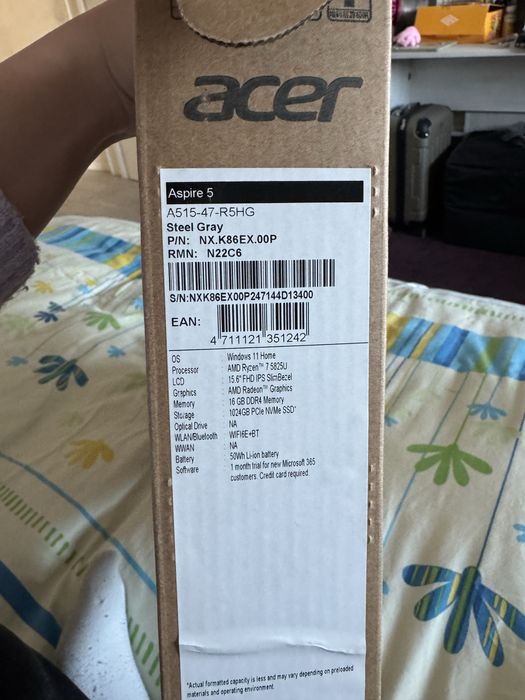 acer
Aspire 5
A515-47-R5HG
Steel Gray
P/N: NX.K86EX.00P
RMN: N22C6
S/N:NXK86EX00P247144D13400
EAN:
4 711121 351242
OS Windows 11 Home
Processor AMD Ryzen™ 7 5825U
LCD 15.6" FHD IPS SlimBezel
Graphics AMD Radeon™ Graphics
Memory 16 GB DDR4 Memory
Storage 1024GB PCIe NVMe SSD*
Optical Drive NA
WLAN/Bluetooth WIFI6E+BT
WWAN NA
Battery 50Wh Li-ion battery
Software 1 month trial for new Microsoft 365
customers. Credit card required.
*Actual formatted capacity is less and may vary depending on preloaded
materials and operating environment.